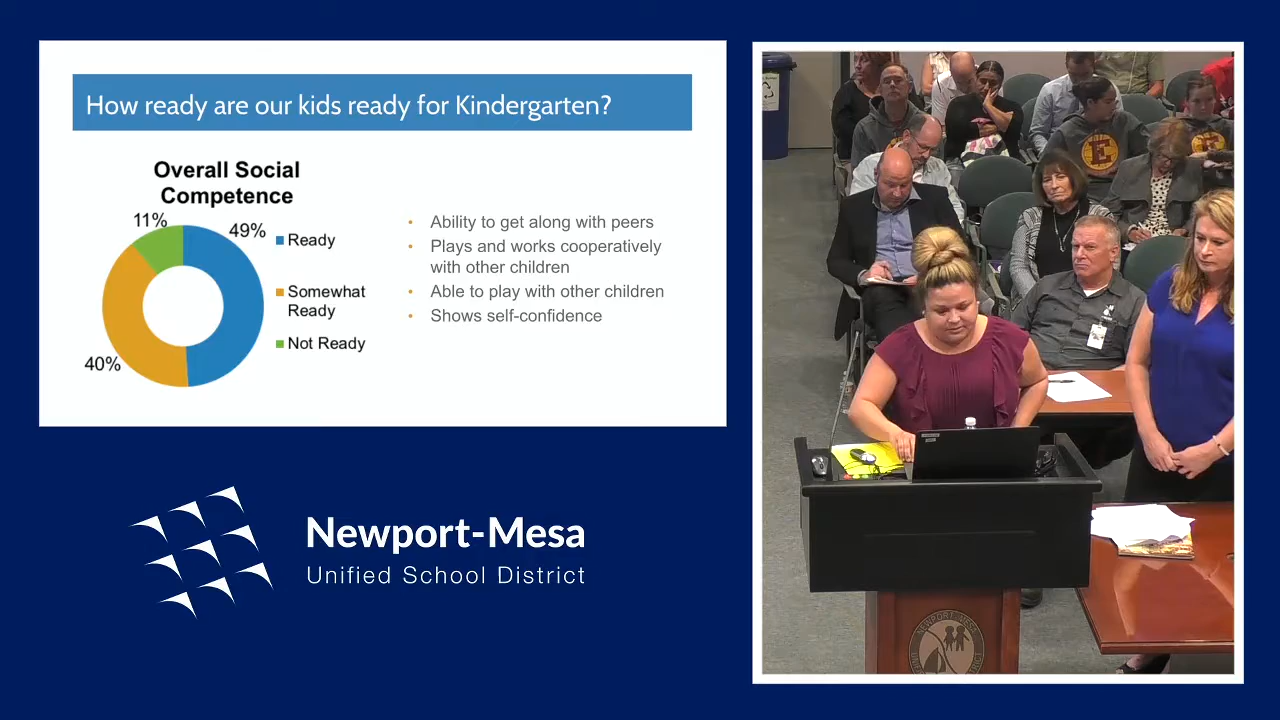 How ready are our kids ready for Kindergarten?
Overall Social
Competence
11%
49%
40%
Ready
Somewhat
Ready
Not Ready
• Ability to get along with peers
• Plays and works cooperatively
with other children
• Able to play with other children
• Shows self-confidence
Newport-Mesa
Unified School District
E
E
NEWPORT MESA